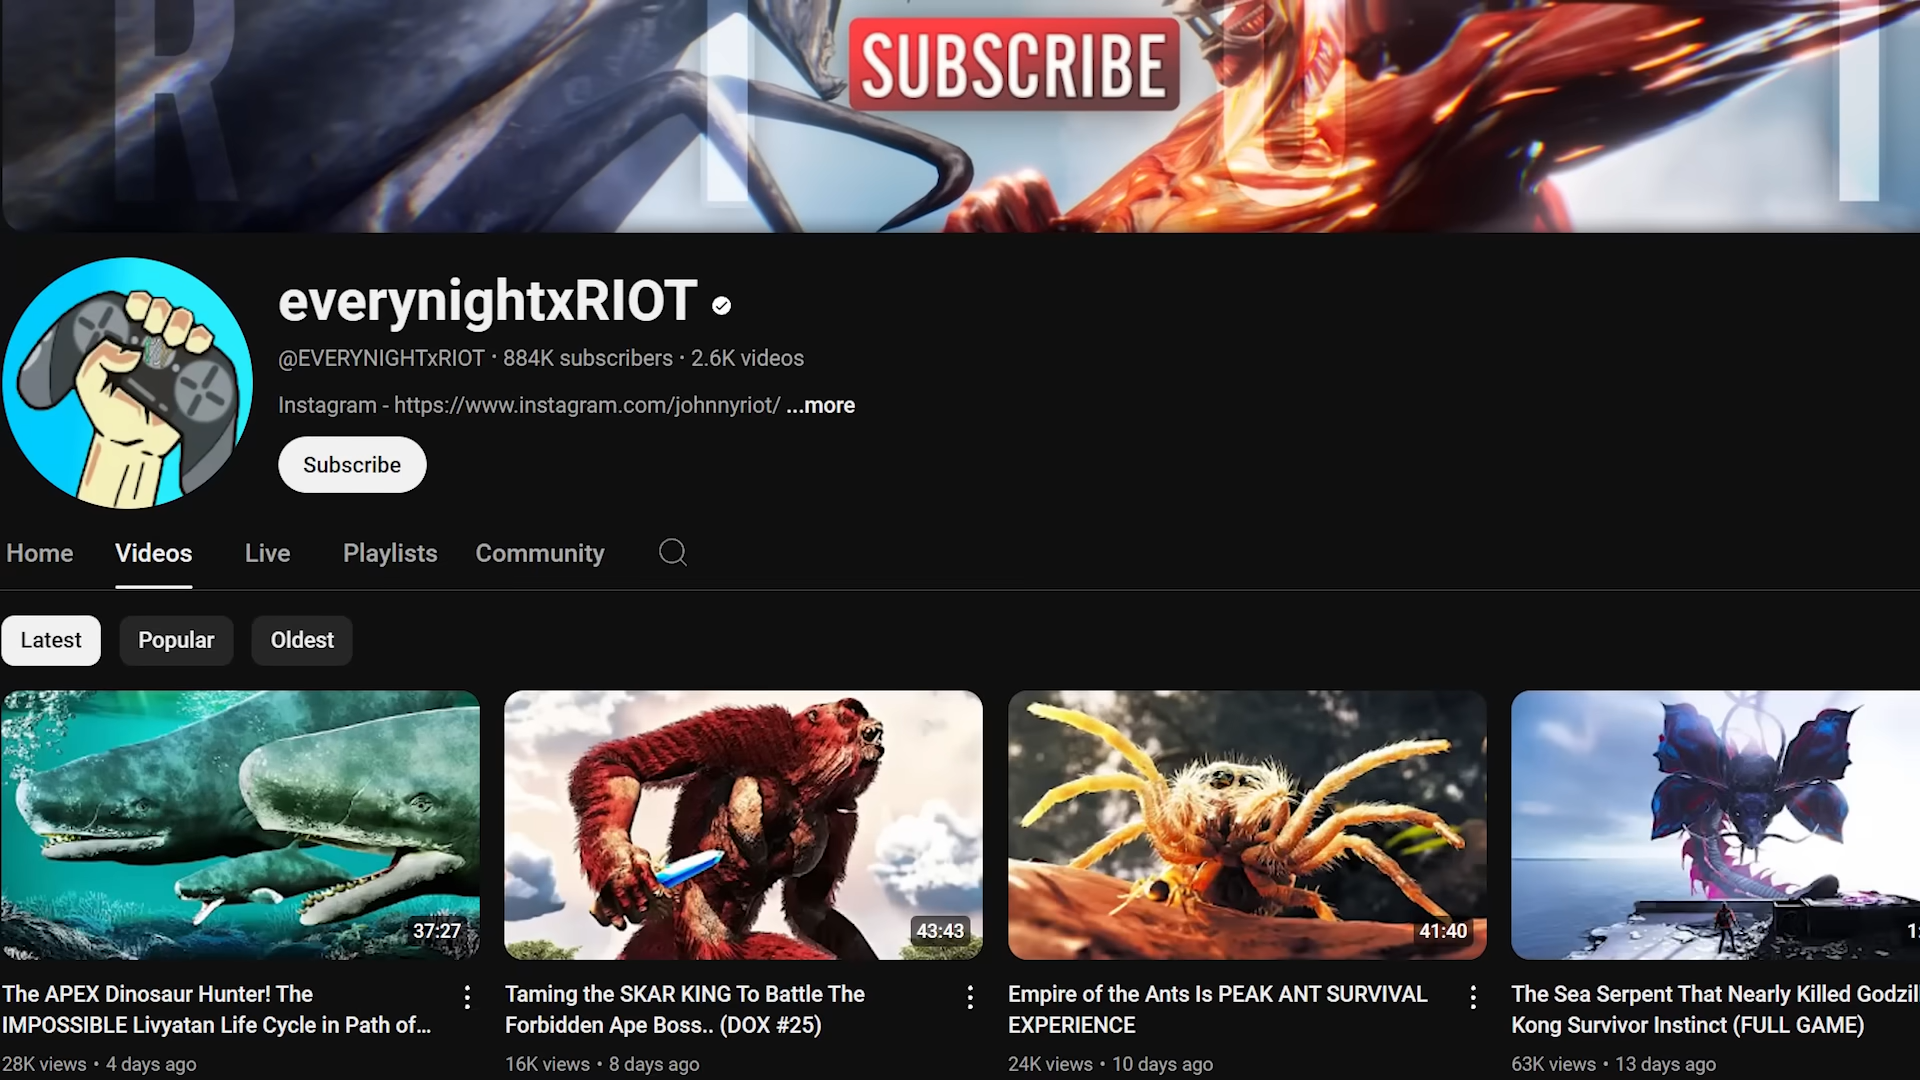 R I O T
SUBSCRIBE
everynightxRIOT
@EVERYNIGHTxRIOT · 884K subscribers · 2.6K videos
Instagram - https://www.instagram.com/johnnyriot/ ...more
Subscribe
Home Videos Live Playlists Community
Latest Popular Oldest
37:27 43:43 41:40
The APEX Dinosaur Hunter! The
IMPOSSIBLE Livyatan Life Cycle in Path of...
28K views • 4 days ago
Taming the SKAR KING To Battle The
Forbidden Ape Boss.. (DOX #25)
16K views • 8 days ago
Empire of the Ants Is PEAK ANT SURVIVAL
EXPERIENCE
24K views • 10 days ago
The Sea Serpent That Nearly Killed Godzil
Kong Survivor Instinct (FULL GAME)
63K views • 13 days ago